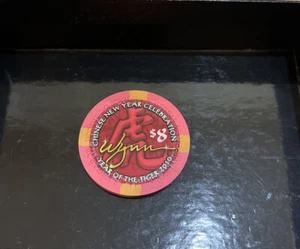 CHINESE NEW YEAR CELEBRATION
虎
$8
Wynn
YEAR OF THE TIGER 2010